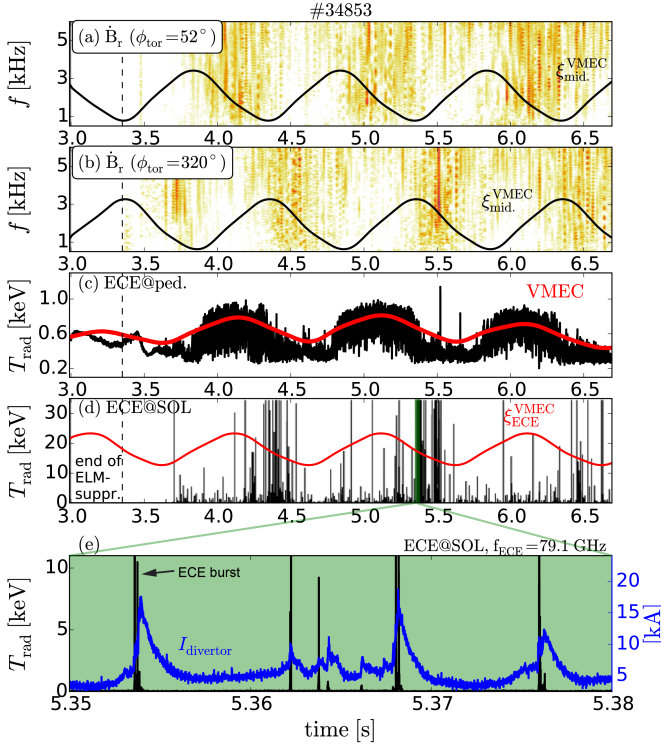 #34853
(a) Ḃr (ϕtor=52°)
ξmid.VMEC
f [kHz]
5
3
1
3.0 3.5 4.0 4.5 5.0 5.5 6.0 6.5
(b) Ḃr (ϕtor=320°)
ξmid.VMEC
f [kHz]
5
3
1
3.0 3.5 4.0 4.5 5.0 5.5 6.0 6.5
(c) ECE@ped.
VMEC
Trad [keV]
1.0
0.6
0.2
3.0 3.5 4.0 4.5 5.0 5.5 6.0 6.5
(d) ECE@SOL
ξECEVMEC
Trad [keV]
30
20
10
0
end of
ELM-
suppr.
3.0 3.5 4.0 4.5 5.0 5.5 6.0 6.5
(e)
ECE@SOL, fECE=79.1 GHz
ECE burst
Idivertor
Trad [keV]
10
5
0
20
15
10
5
[kA]
5.35 5.36 5.37 5.38
time [s]